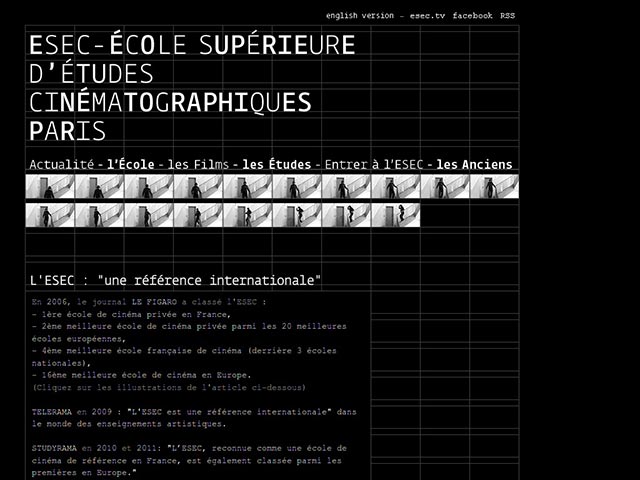 english version - esec.tv facebook RSS
ESEC-ÉCOLE SUPÉRIEURE
D'ÉTUDES
CINÉMATOGRAPHIQUES
PARIS
Actualité - l'École - les Films - les Études - Entrer à l'ESEC - les Anciens
L'ESEC : "une référence internationale"
En 2006, le journal LE FIGARO a classé l'ESEC :
- 1ère école de cinéma privée en France,
- 2ème meilleure école de cinéma privée parmi les 20 meilleures
écoles européennes,
- 4ème meilleure école française de cinéma (derrière 3 écoles
nationales),
- 16ème meilleure école de cinéma en Europe.
(Cliquez sur les illustrations de l'article ci-dessous)
TELERAMA en 2009 : "L'ESEC est une référence internationale" dans
le monde des enseignements artistiques.
STUDYRAMA en 2010 et 2011: "L'ESEC, reconnue comme une école de
cinéma de référence en France, est également classée parmi les
premières en Europe."